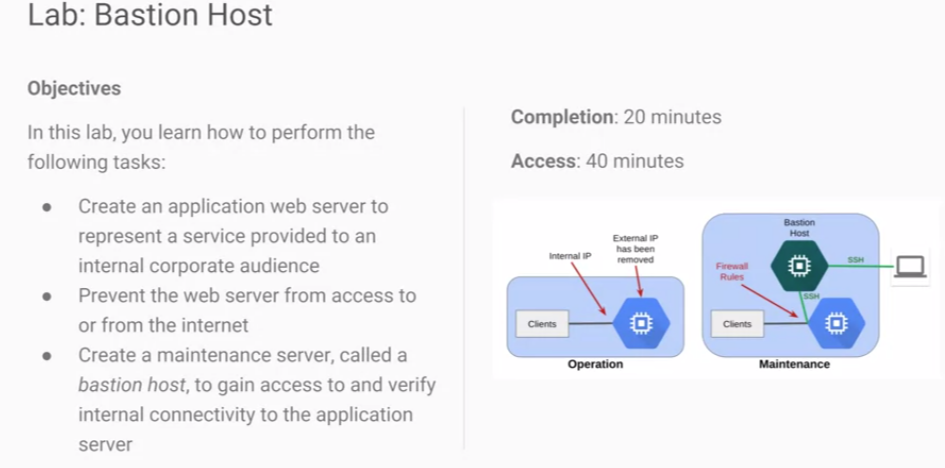 Lab: Bastion Host
Objectives
In this lab, you learn how to perform the
following tasks:
● Create an application web server to
represent a service provided to an
internal corporate audience
● Prevent the web server from access to
or from the internet
● Create a maintenance server, called a
bastion host, to gain access to and verify
internal connectivity to the application
server
Completion: 20 minutes
Access: 40 minutes
Internal IP
External IP
has been
removed
Clients
Operation
Bastion
Host
Firewall
Rules
SSH
SSH
Clients
Maintenance